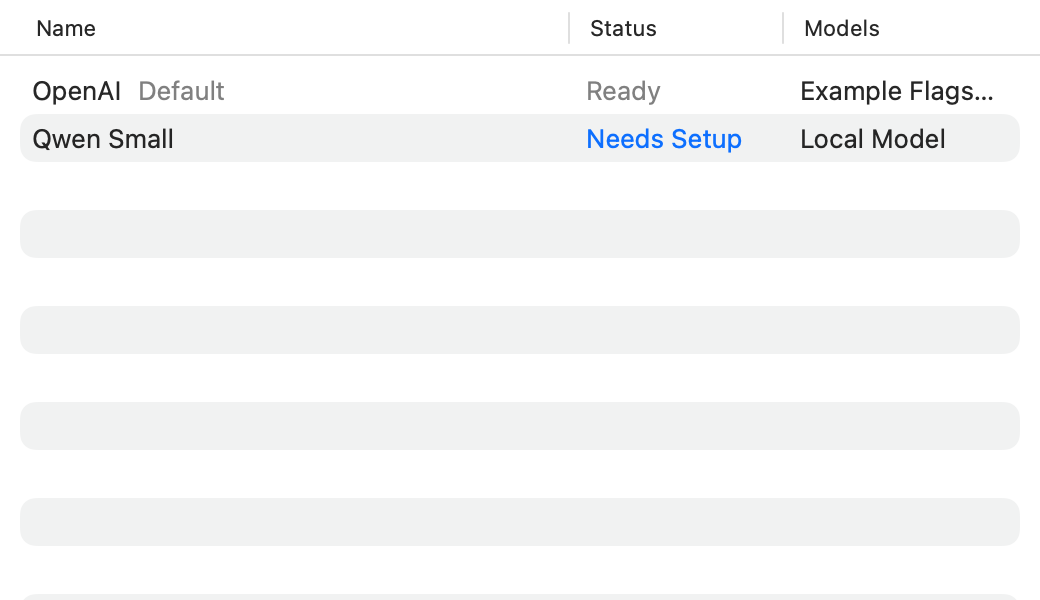 Name Status Models
OpenAI Default Ready Example Flags...
Qwen Small Needs Setup Local Model